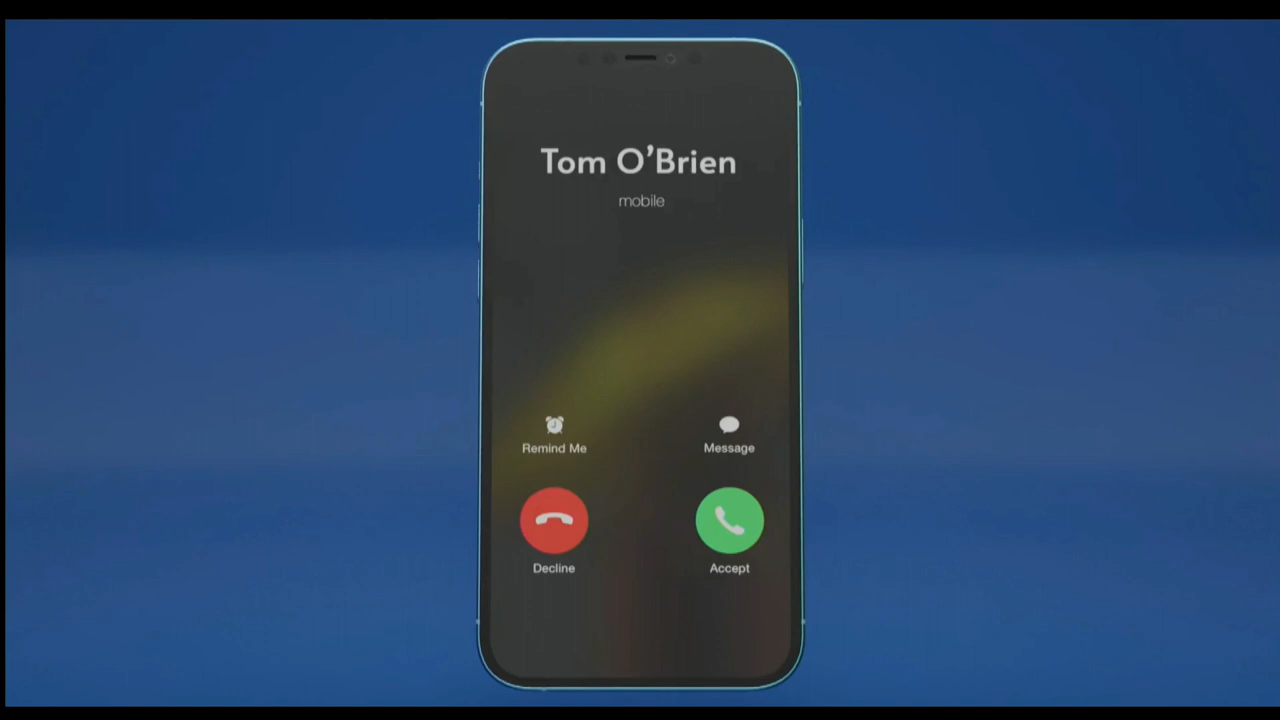 Tom O’Brien
mobile
Remind Me
Message
Decline
Accept